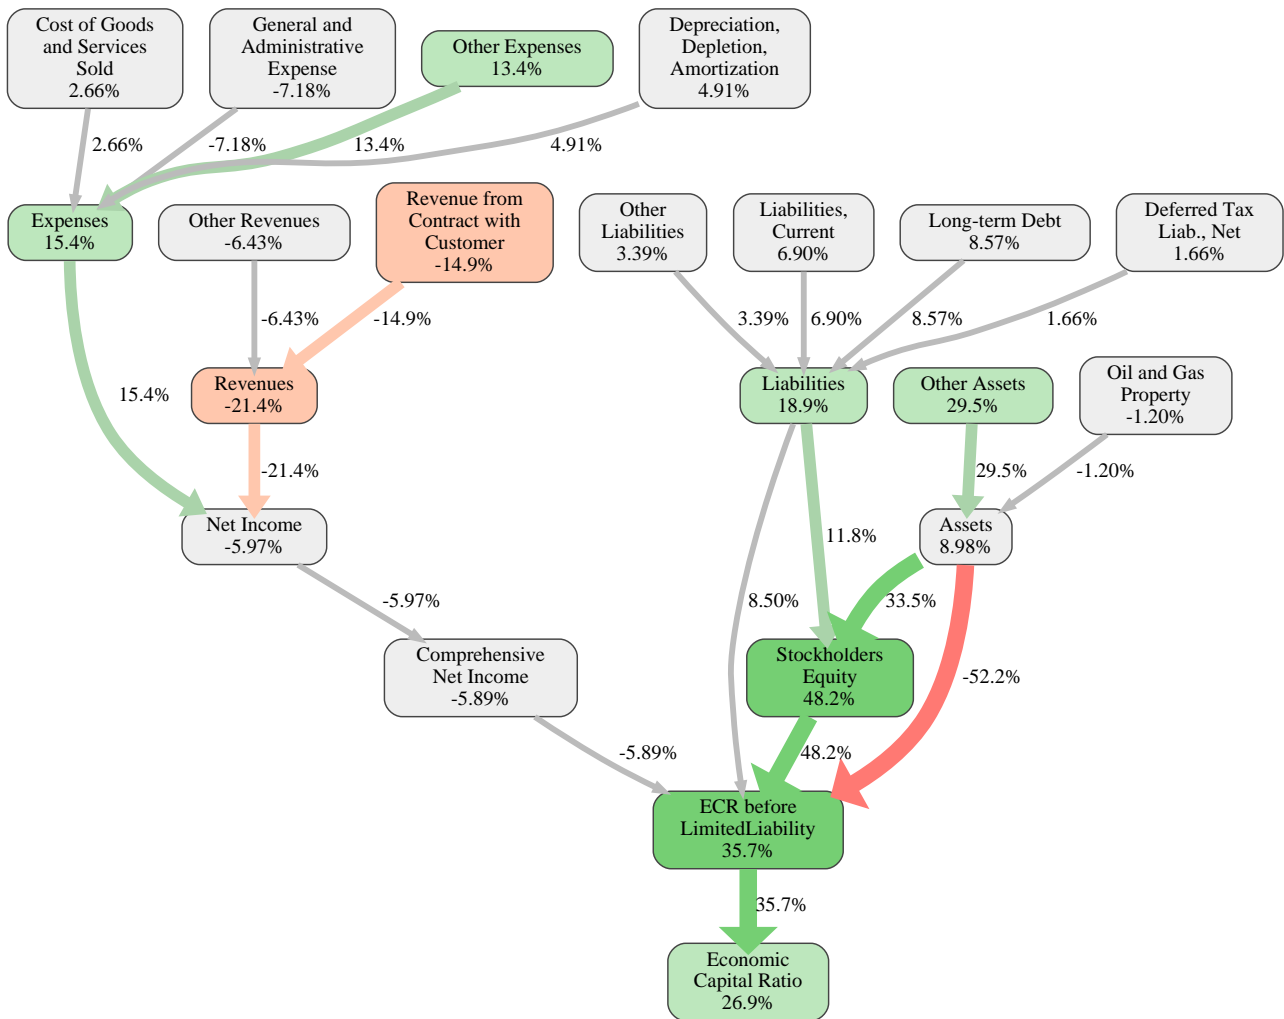 Cost of Goods
and Services
Sold
2.66%
General and
Administrative
Expense
-7.18%
Other Expenses
13.4%
Depreciation,
Depletion,
Amortization
4.91%
2.66%
-7.18%
13.4%
4.91%
Expenses
15.4%
Other Revenues
-6.43%
Revenue from
Contract with
Customer
-14.9%
Other
Liabilities
3.39%
Liabilities,
Current
6.90%
Long-term Debt
8.57%
Deferred Tax
Liab., Net
1.66%
-6.43%
-14.9%
3.39%
6.90%
8.57%
1.66%
15.4%
Revenues
-21.4%
Liabilities
18.9%
Other Assets
29.5%
Oil and Gas
Property
-1.20%
-21.4%
29.5%
-1.20%
Net Income
-5.97%
11.8%
Assets
8.98%
-5.97%
8.50%
33.5%
Comprehensive
Net Income
-5.89%
Stockholders
Equity
48.2%
-52.2%
-5.89%
48.2%
ECR before
LimitedLiability
35.7%
35.7%
Economic
Capital Ratio
26.9%